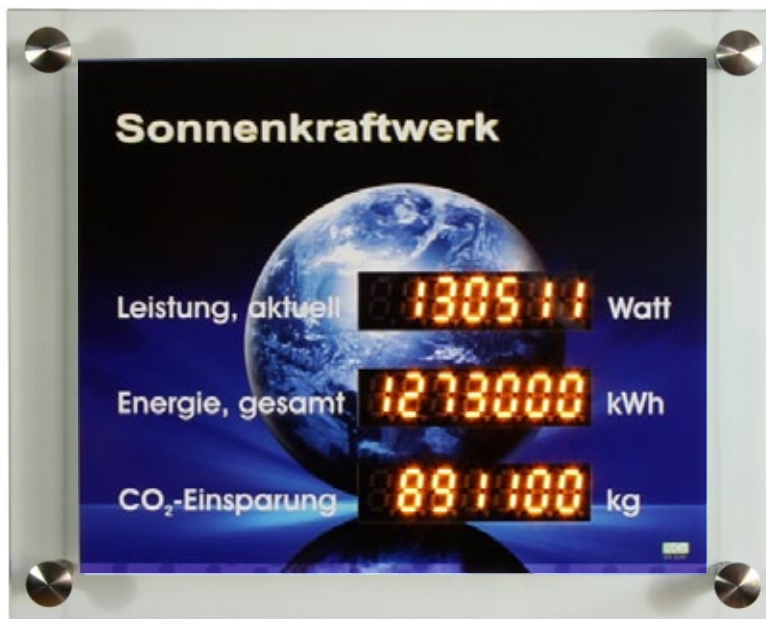 Sonnenkraftwerk
Leistung, aktuell 130511 Watt
Energie, gesamt 1273000 kWh
CO₂-Einsparung 891100 kg